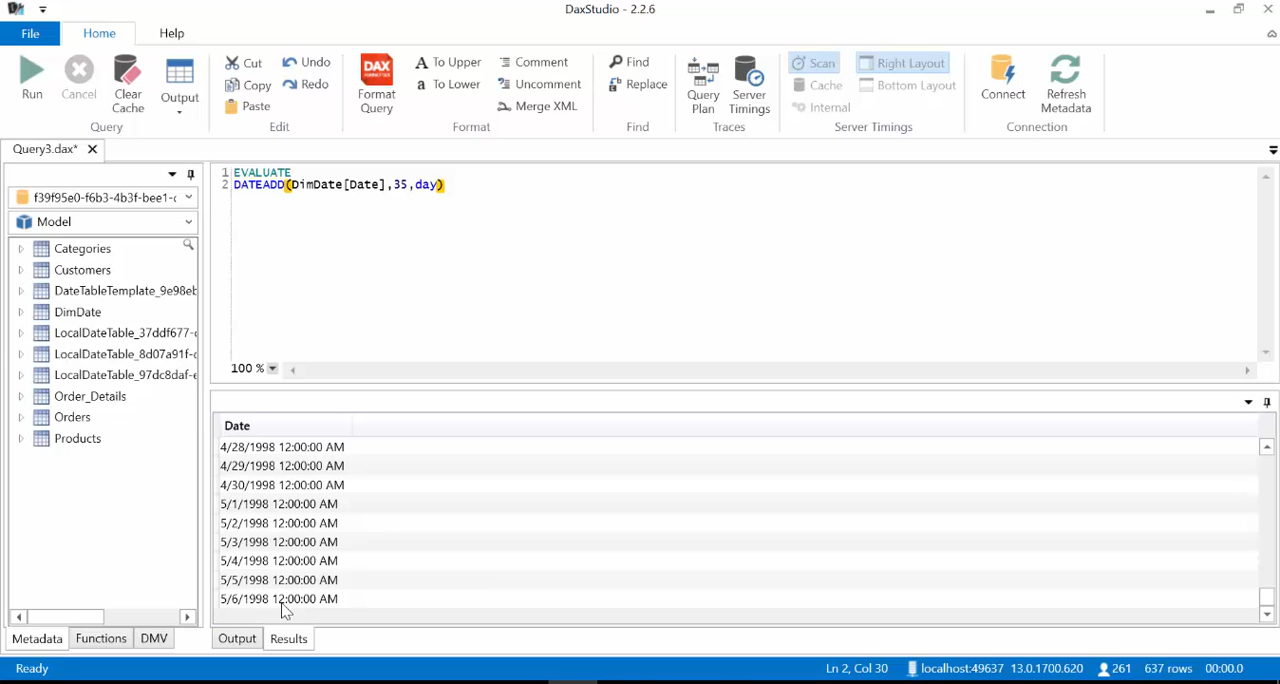 DaxStudio - 2.2.6
File
Home
Help
Run
Cancel
Clear Cache
Output
Query
Cut
Copy
Paste
Undo
Redo
Edit
DAX
FORMATTER
Format Query
To Upper
To Lower
Comment
Uncomment
Merge XML
Format
Find
Replace
Find
Query Plan
Server Timings
Traces
Scan
Cache
Internal
Right Layout
Bottom Layout
Server Timings
Connect
Refresh Metadata
Connection
Query3.dax*
f39f95e0-f6b3-4b3f-bee1-
Model
Categories
Customers
DateTableTemplate_9e98eb
DimDate
LocalDateTable_37ddf677-
LocalDateTable_8d07a91f-
LocalDateTable_97dc8daf-
Order_Details
Orders
Products
Metadata
Functions
DMV
1 EVALUATE
2 DATEADD(DimDate[Date],35,day)
100 %
Date
4/28/1998 12:00:00 AM
4/29/1998 12:00:00 AM
4/30/1998 12:00:00 AM
5/1/1998 12:00:00 AM
5/2/1998 12:00:00 AM
5/3/1998 12:00:00 AM
5/4/1998 12:00:00 AM
5/5/1998 12:00:00 AM
5/6/1998 12:00:00 AM
Output
Results
Ready
Ln 2, Col 30
localhost:49637
13.0.1700.620
261
637 rows
00:00.0